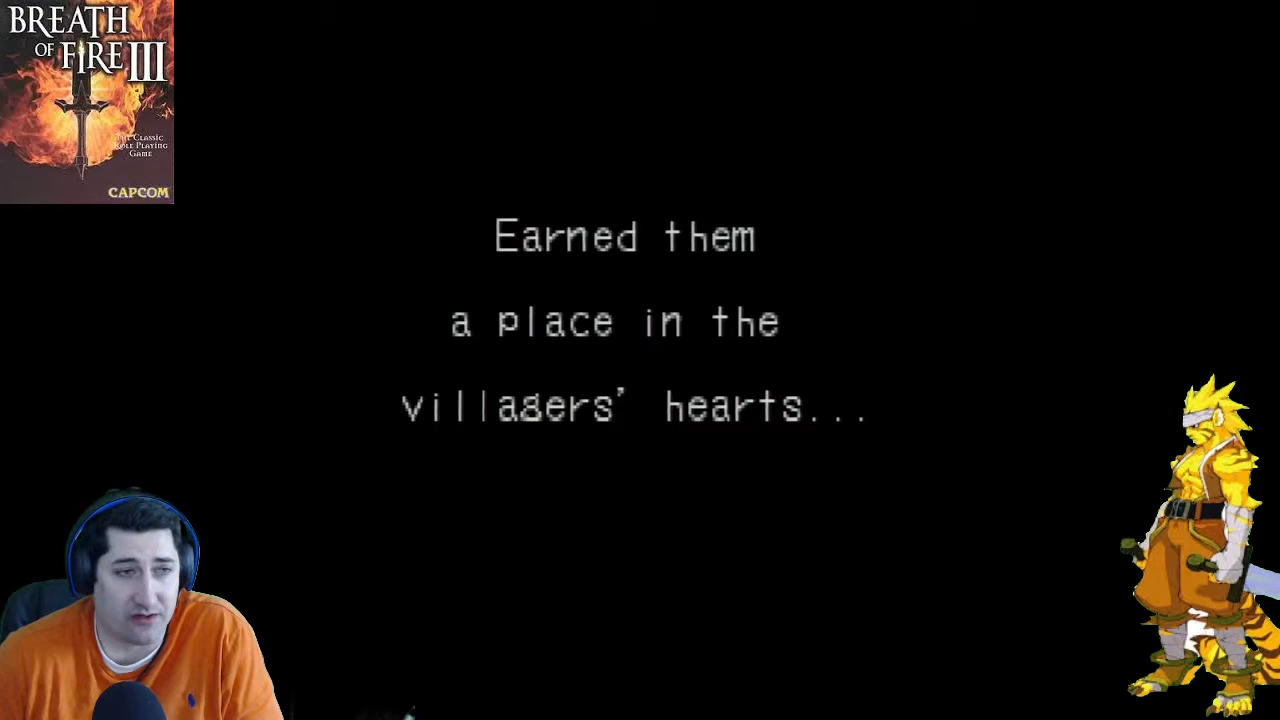 BREATH
OF FIRE III
THE CLASSIC
ROLE PLAYING
GAME
CAPCOM
Earned them
a place in the
villagers' hearts...